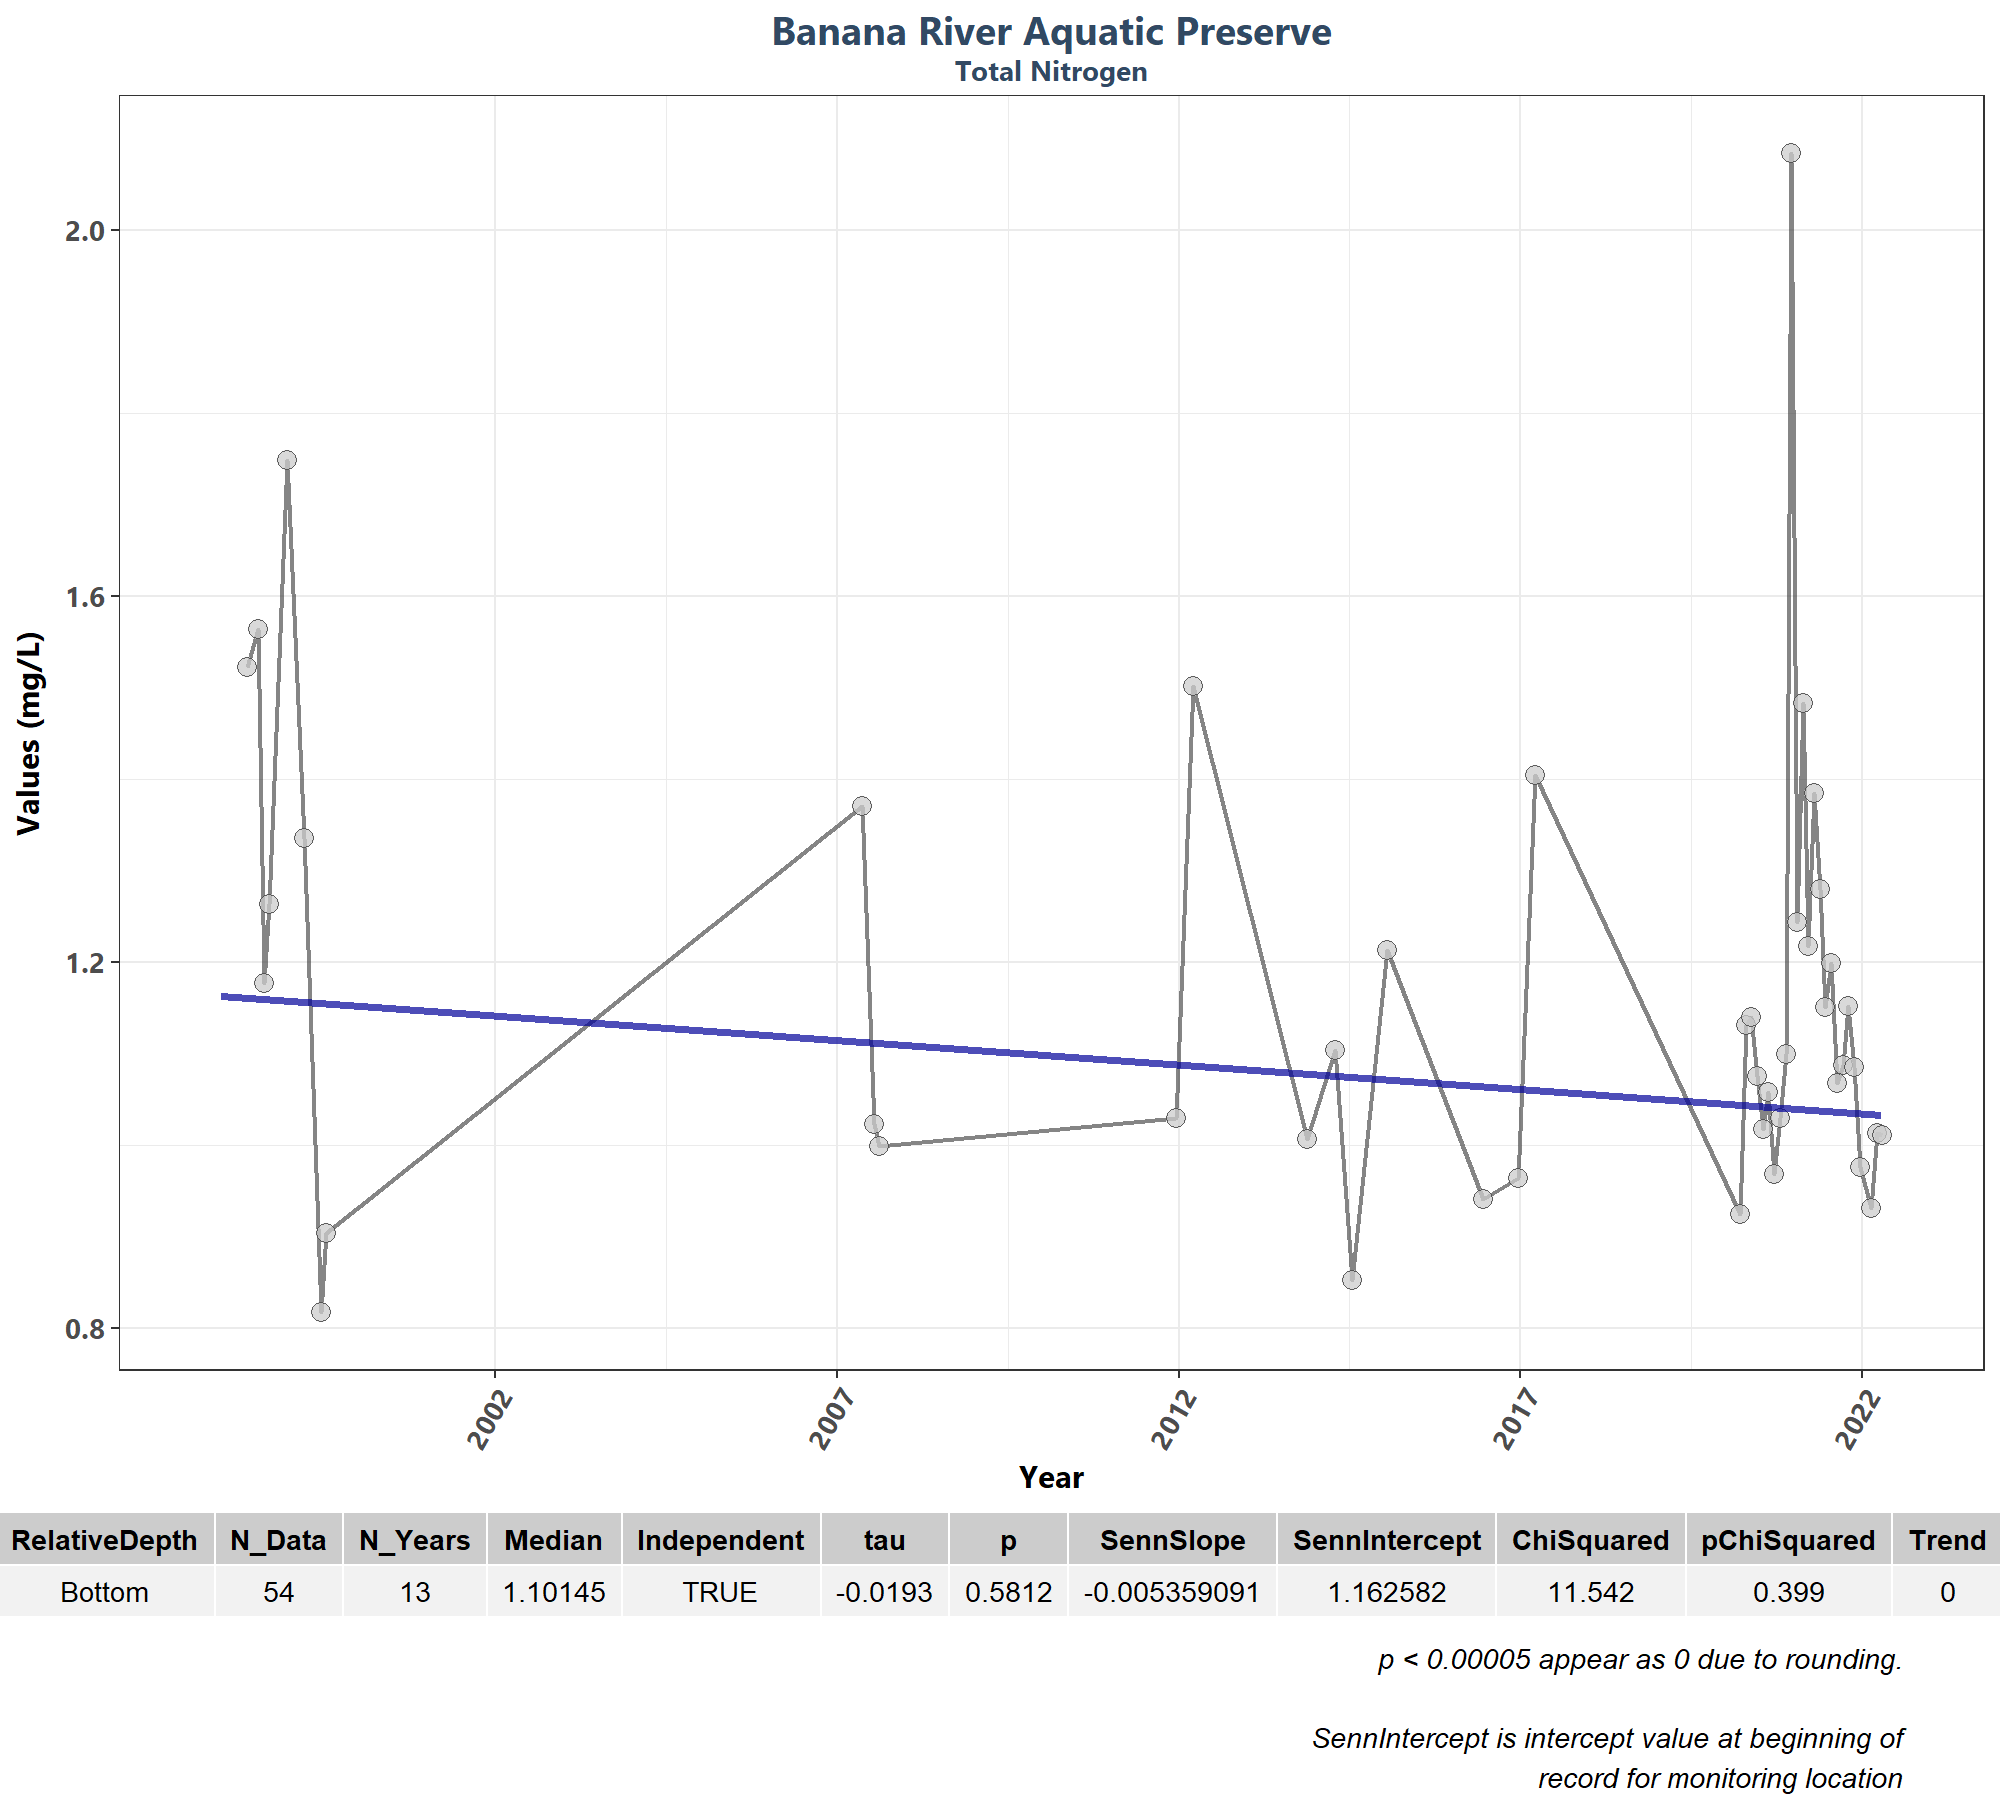 Banana River Aquatic Preserve
Total Nitrogen
Values (mg/L)
2.0
1.6
1.2
0.8
2002 2007 2012 2017 2022
Year
RelativeDepth N_Data N_Years Median Independent tau p SennSlope SennIntercept ChiSquared pChiSquared Trend
Bottom 54 13 1.10145 TRUE -0.0193 0.5812 -0.005359091 1.162582 11.542 0.399 0
p < 0.00005 appear as 0 due to rounding.
SennIntercept is intercept value at beginning of
record for monitoring location